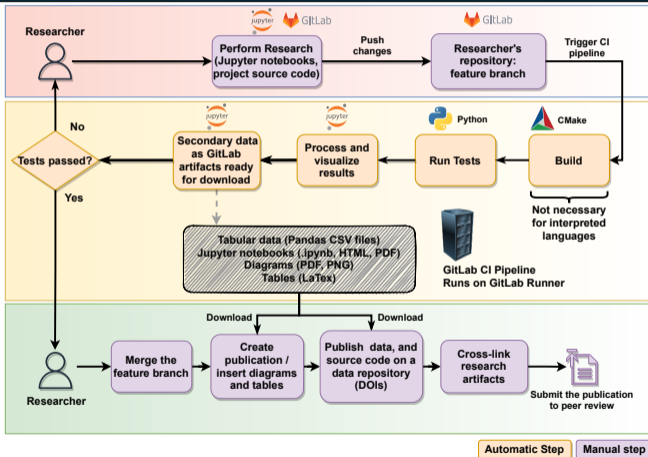 jupyter
GitLab
GitLab
Researcher
Perform Research
(Jupyter notebooks,
project source code)
Push
changes
Researcher's
repository:
feature branch
Trigger CI
pipeline
jupyter
jupyter
Python
CMake
No
Tests passed?
Yes
Secondary data
as GitLab
artifacts ready
for download
Process and
visualize
results
Run Tests
Build
Not necessary
for interpreted
languages
Tabular data (Pandas CSV files)
Jupyter notebooks (.ipynb, HTML, PDF)
Diagrams (PDF, PNG)
Tables (LaTex)
GitLab CI Pipeline
Runs on GitLab Runner
Download
Download
Researcher
Merge the
feature branch
Create
publication /
insert diagrams
and tables
Publish data, and
source code on a
data repository
(DOIs)
Cross-link
research
artifacts
Submit the publication
to peer review
Automatic Step
Manual step